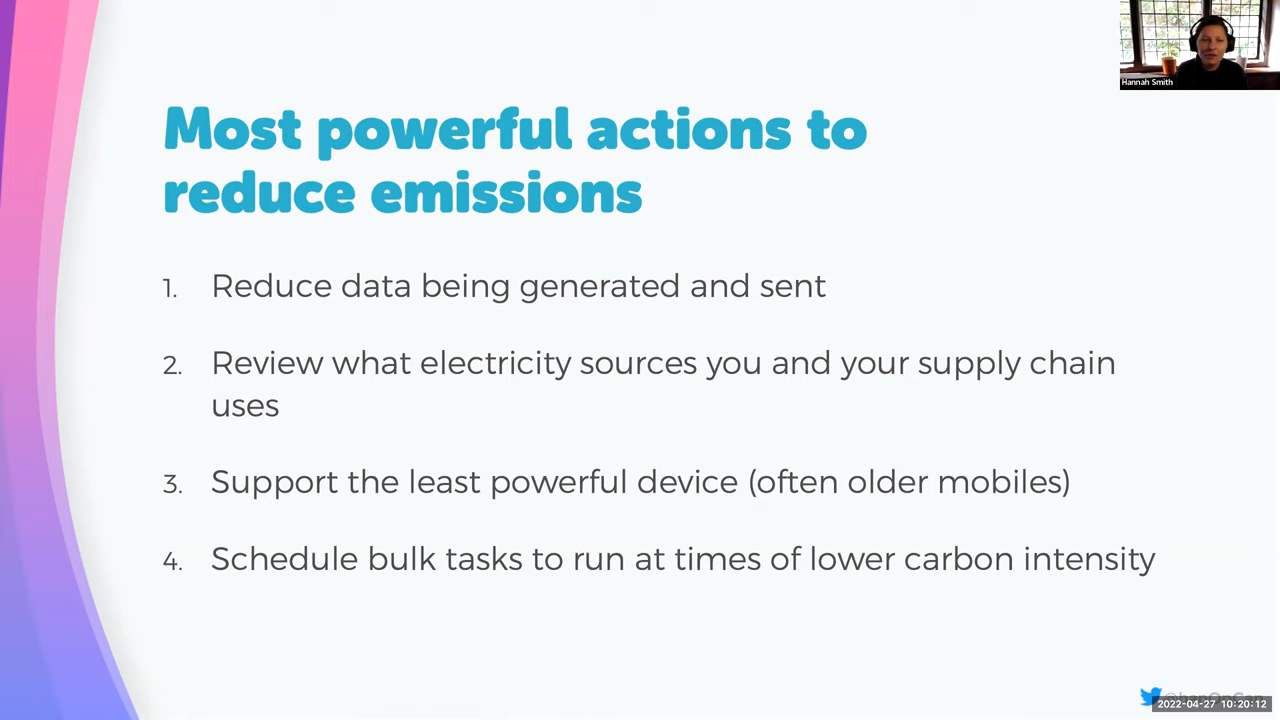 Hannah Smith
Most powerful actions to
reduce emissions
1. Reduce data being generated and sent
2. Review what electricity sources you and your supply chain
uses
3. Support the least powerful device (often older mobiles)
4. Schedule bulk tasks to run at times of lower carbon intensity
2022-04-27 10:20:12